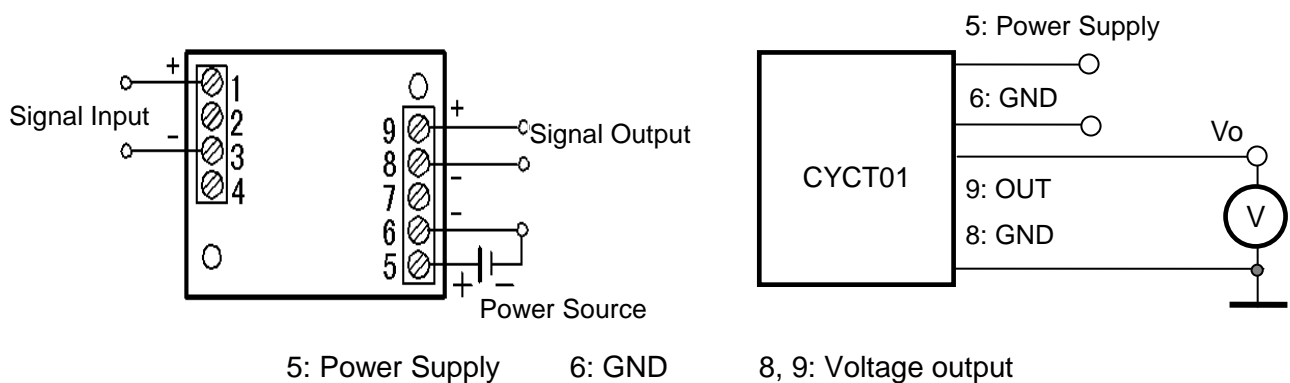 5: Power Supply
6: GND
Vo
CYCT01
9: OUT
8: GND
V
Signal Input
+
-
1
2
3
4
9
8
7
6
5
+
-
-
+ -
Signal Output
Power Source
5: Power Supply 6: GND 8, 9: Voltage output